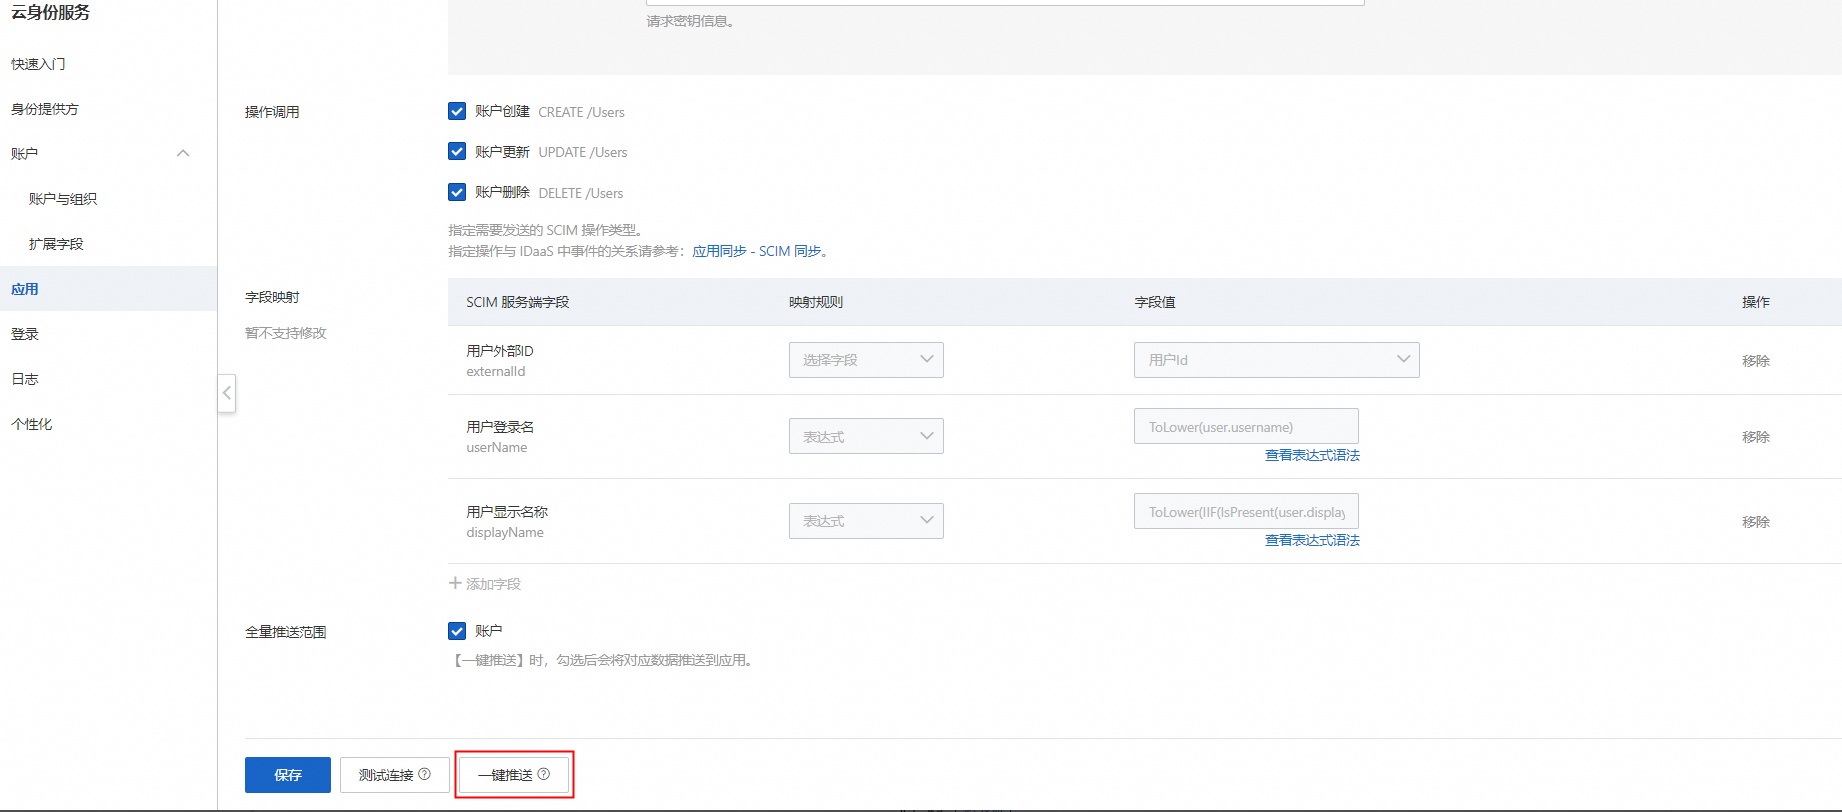 云身份服务
快速入门
身份提供方
账户
账户与组织
扩展字段
应用
登录
日志
个性化
请求密钥信息。
操作调用
账户创建 CREATE /Users
账户更新 UPDATE /Users
账户删除 DELETE /Users
指定需要发送的 SCIM 操作类型。
指定操作与 IDaaS 中事件的关系请参考：应用同步 - SCIM 同步。
字段映射
暂不支持修改
SCIM 服务端字段 映射规则 字段值 操作
用户外部ID
externalId
选择字段 用户Id 移除
用户登录名
userName
表达式 ToLower(user.username) 移除
查看表达式语法
用户显示名称
displayName
表达式 ToLower(IIF(IsPresent(user.display 移除
查看表达式语法
添加字段
全量推送范围
账户
【一键推送】时，勾选后会将对应数据推送到应用。
保存 测试连接 一键推送